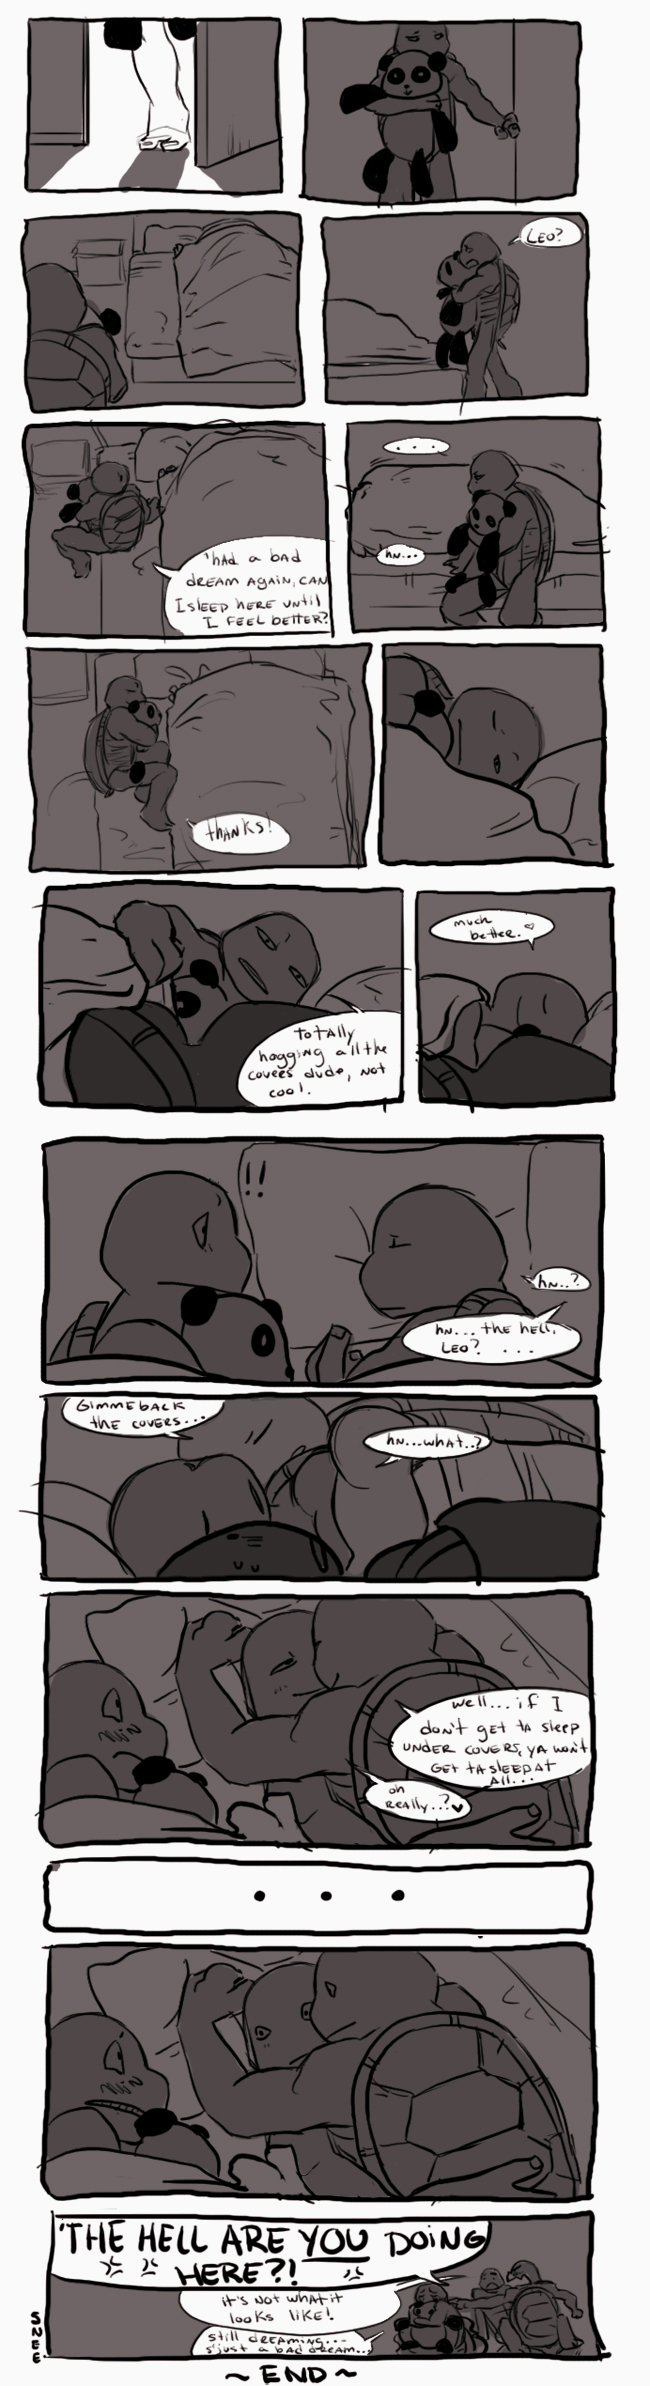 LEO?
'had a bad
dream again, can
I sleep here until
I feel better?
. . .
hn...
thanks!
much
better. ♡
totally
hogging all the
covers dude, not
cool.
!!
hn..?
hn... the hell,
LEO? ...
Gimmeback
the covers...
hn...what..?
well... if I
don't get ta sleep
under covers, ya won't
get ta sleep at
all...
oh
really..?♥
. . .
'THE HELL ARE YOU DOING
HERE?!
it's not what it
looks like!
still dreaming...
s'just a bad dream...
SNEE
~ END ~